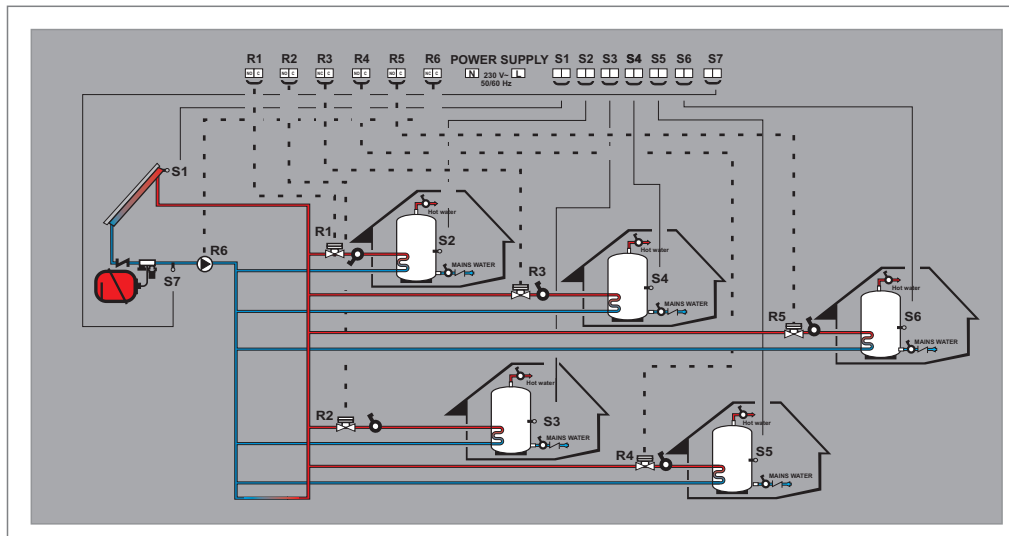 R1 R2 R3 R4 R5 R6 POWER SUPPLY S1 S2 S3 S4 S5 S6 S7
NO C NO C NC C NO C NO C NC C N 230 V~ L
50/60 Hz
S1
Hot water
R1
S2
R6
MAINS WATER
S7
Hot water
R3
S4
MAINS WATER
Hot water
R5
S6
MAINS WATER
Hot water
R2
S3
MAINS WATER
Hot water
R4
S5
MAINS WATER